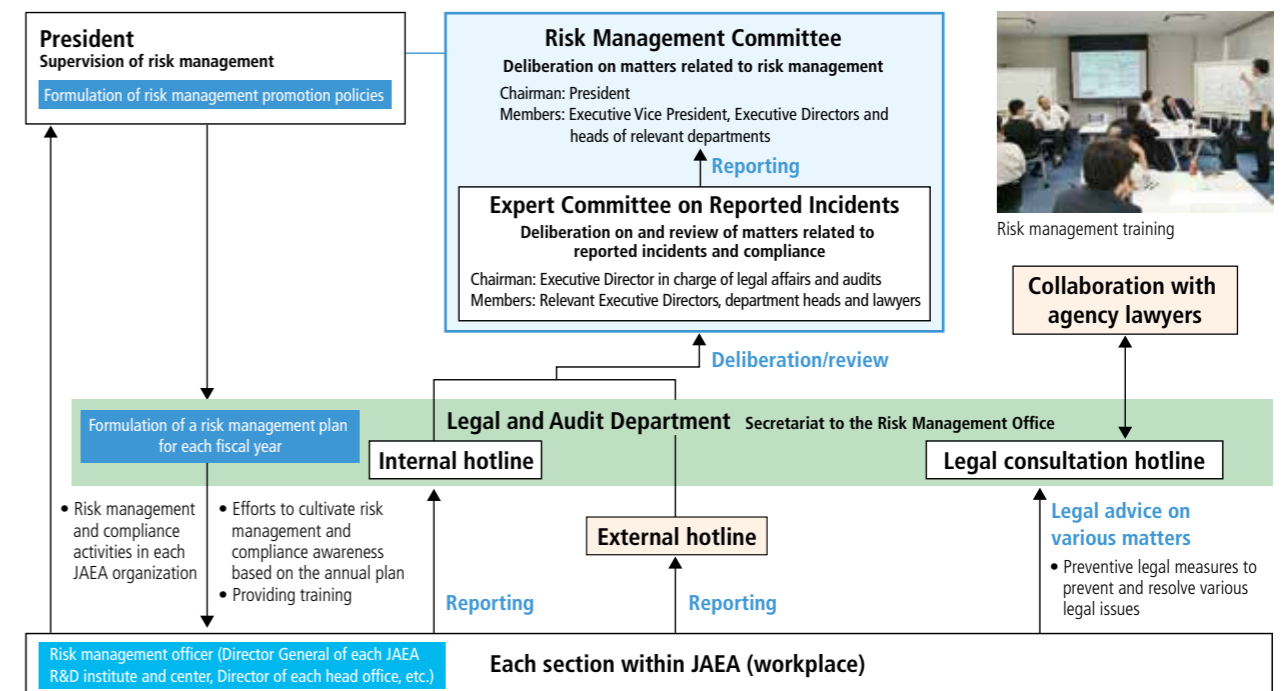 President
Supervision of risk management
Formulation of risk management promotion policies
Risk Management Committee
Deliberation on matters related to risk management
Chairman: President
Members: Executive Vice President, Executive Directors and
heads of relevant departments
Reporting
Expert Committee on Reported Incidents
Deliberation on and review of matters related to
reported incidents and compliance
Chairman: Executive Director in charge of legal affairs and audits
Members: Relevant Executive Directors, department heads and lawyers
Risk management training
Collaboration with
agency lawyers
Deliberation/review
Formulation of a risk management plan
for each fiscal year
Legal and Audit Department Secretariat to the Risk Management Office
Internal hotline
Legal consultation hotline
External hotline
• Risk management
and compliance
activities in each
JAEA organization
• Efforts to cultivate risk
management and
compliance awareness
based on the annual plan
• Providing training
Reporting
Reporting
Legal advice on
various matters
• Preventive legal measures to
prevent and resolve various
legal issues
Risk management officer (Director General of each JAEA
R&D institute and center, Director of each head office, etc.)
Each section within JAEA (workplace)